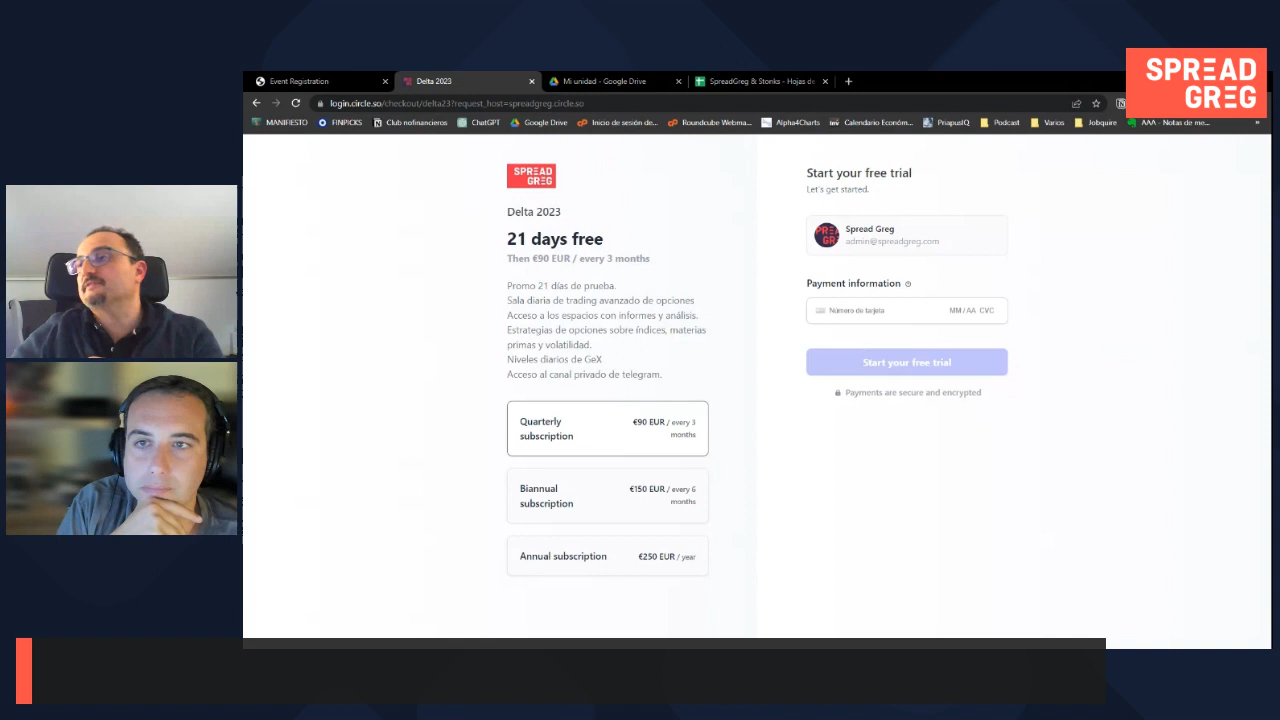 SPREAD
GREG
Event Registration
Delta 2023
Mi unidad - Google Drive
SpreadGreg & Stonks - Hojas de
login.circle.so/checkout/delta23?request_host=spreadgreg.circle.so
MANIFIESTO
FINPICKS
Club nofinancieros
ChatGPT
Google Drive
Inicio de sesión de...
Roundcube Webma...
Alpha4Charts
Calendario Económ...
PriapusIQ
Podcast
Varios
Jobquire
AAA - Notas de me...
»
SPREAD
GREG
Delta 2023
21 days free
Then €90 EUR / every 3 months
Promo 21 días de prueba.
Sala diaria de trading avanzado de opciones
Acceso a los espacios con informes y análisis.
Estrategias de opciones sobre índices, materias
primas y volatilidad.
Niveles diarios de GeX
Acceso al canal privado de telegram.
Quarterly
subscription
€90 EUR / every 3
months
Biannual
subscription
€150 EUR / every 6
months
Annual subscription
€250 EUR / year
Start your free trial
Let's get started.
Spread Greg
admin@spreadgreg.com
Payment information
Número de tarjeta
MM / AA CVC
Start your free trial
Payments are secure and encrypted